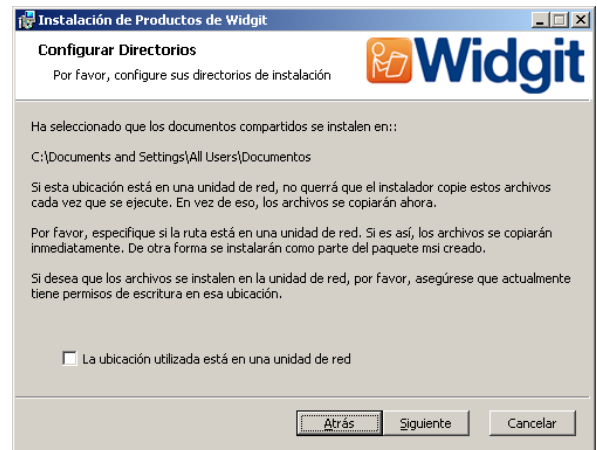 Instalación de Productos de Widgit
Configurar Directorios
Por favor, configure sus directorios de instalación
Widgit
Ha seleccionado que los documentos compartidos se instalen en::
C:\Documents and Settings\All Users\Documentos
Si esta ubicación está en una unidad de red, no querrá que el instalador copie estos archivos
cada vez que se ejecute. En vez de eso, los archivos se copiarán ahora.
Por favor, especifique si la ruta está en una unidad de red. Si es así, los archivos se copiarán
inmediatamente. De otra forma se instalarán como parte del paquete msi creado.
Si desea que los archivos se instalen en la unidad de red, por favor, asegúrese que actualmente
tiene permisos de escritura en esa ubicación.
La ubicación utilizada está en una unidad de red
Atrás
Siguiente
Cancelar